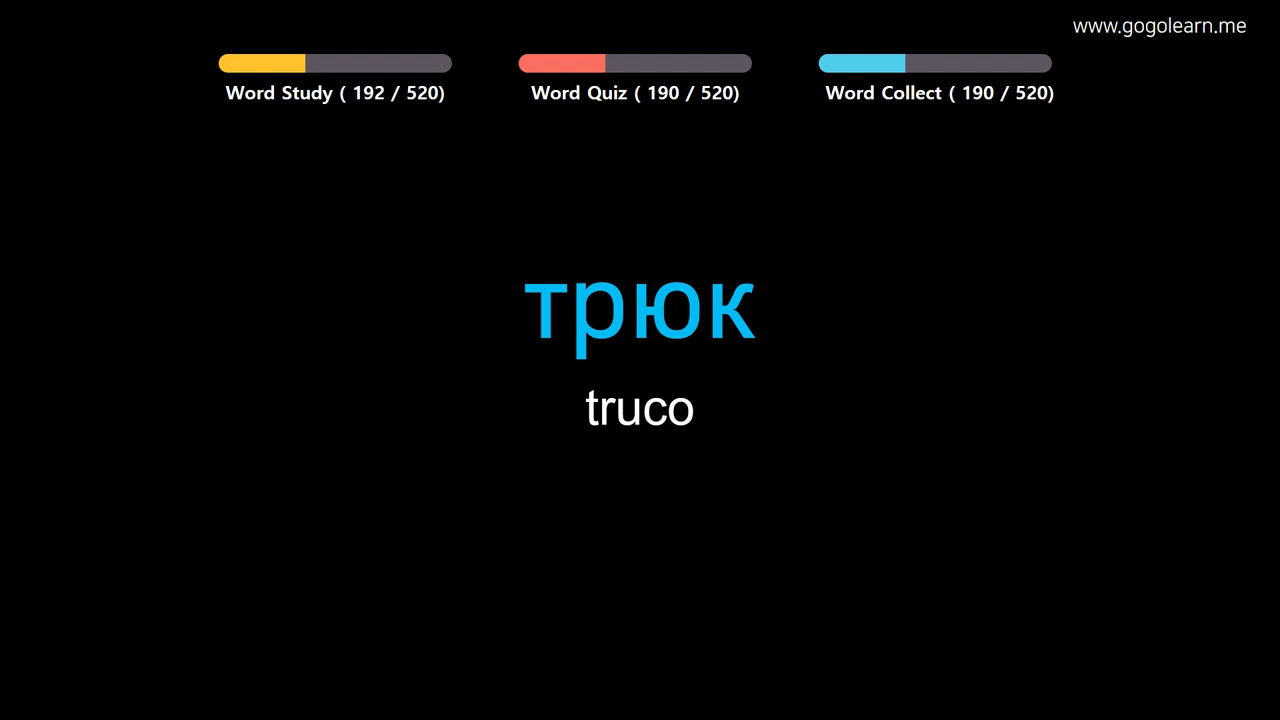 www.gogolearn.me
Word Study ( 192 / 520)
Word Quiz ( 190 / 520)
Word Collect ( 190 / 520)
трюк
truco